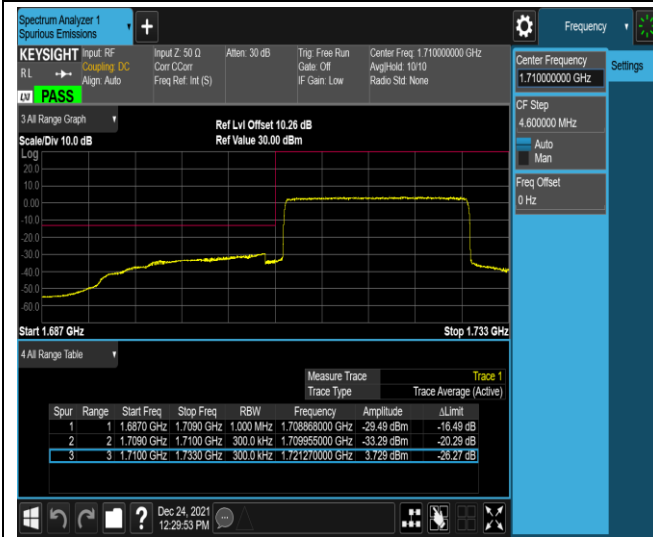 Spectrum Analyzer 1
Spurious Emissions
+
Frequency
KEYSIGHT
RL
Input: RF
Coupling: DC
Align: Auto
Input Z: 50 Ω
Corr CCorr
Freq Ref: Int (S)
Atten: 30 dB
Trig: Free Run
Gate: Off
IF Gain: Low
Center Freq: 1.710000000 GHz
Avg|Hold: 10/10
Radio Std: None
LXI PASS
Center Frequency
1.710000000 GHz
Settings
CF Step
4.600000 MHz
Auto
Man
Freq Offset
0 Hz
3 All Range Graph
Scale/Div 10.0 dB
Ref Lvl Offset 10.26 dB
Ref Value 30.00 dBm
Log
20.0
10.0
0.00
-10.0
-20.0
-30.0
-40.0
-50.0
-60.0
Start 1.687 GHz Stop 1.733 GHz
4 All Range Table
Measure Trace Trace 1
Trace Type Trace Average (Active)
Spur Range Start Freq Stop Freq RBW Frequency Amplitude ΔLimit
1 1 1.6870 GHz 1.7090 GHz 1.000 MHz 1.708868000 GHz -29.49 dBm -16.49 dB
2 2 1.7090 GHz 1.7100 GHz 300.0 kHz 1.709955000 GHz -33.29 dBm -20.29 dB
3 3 1.7100 GHz 1.7330 GHz 300.0 kHz 1.721270000 GHz 3.729 dBm -26.27 dB
?
Dec 24, 2021
12:29:53 PM